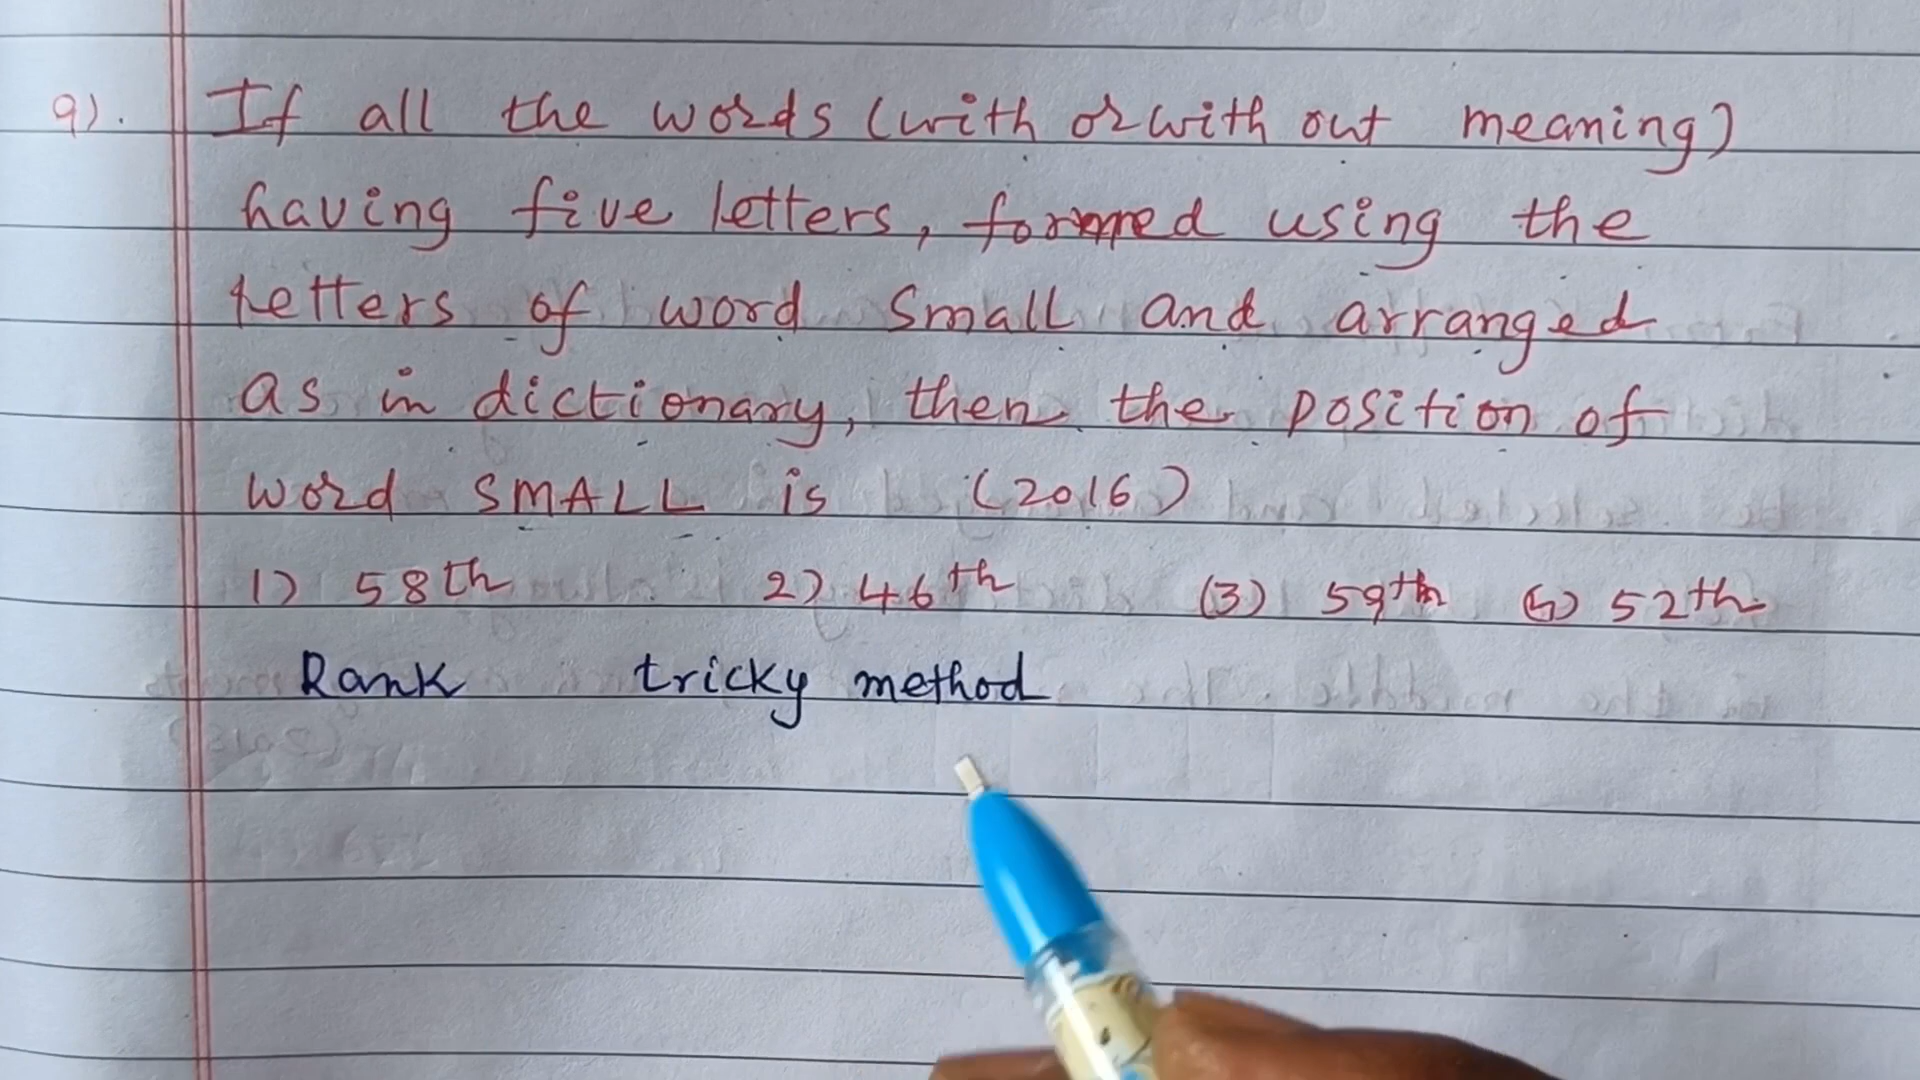 9). If all the words (with or with out meaning)
having five letters, formed using the
letters of word Small and arranged
as in dictionary, then the position of
word SMALL is (2016)
1) 58th 2) 46th (3) 59th (4) 52th
Rank tricky method